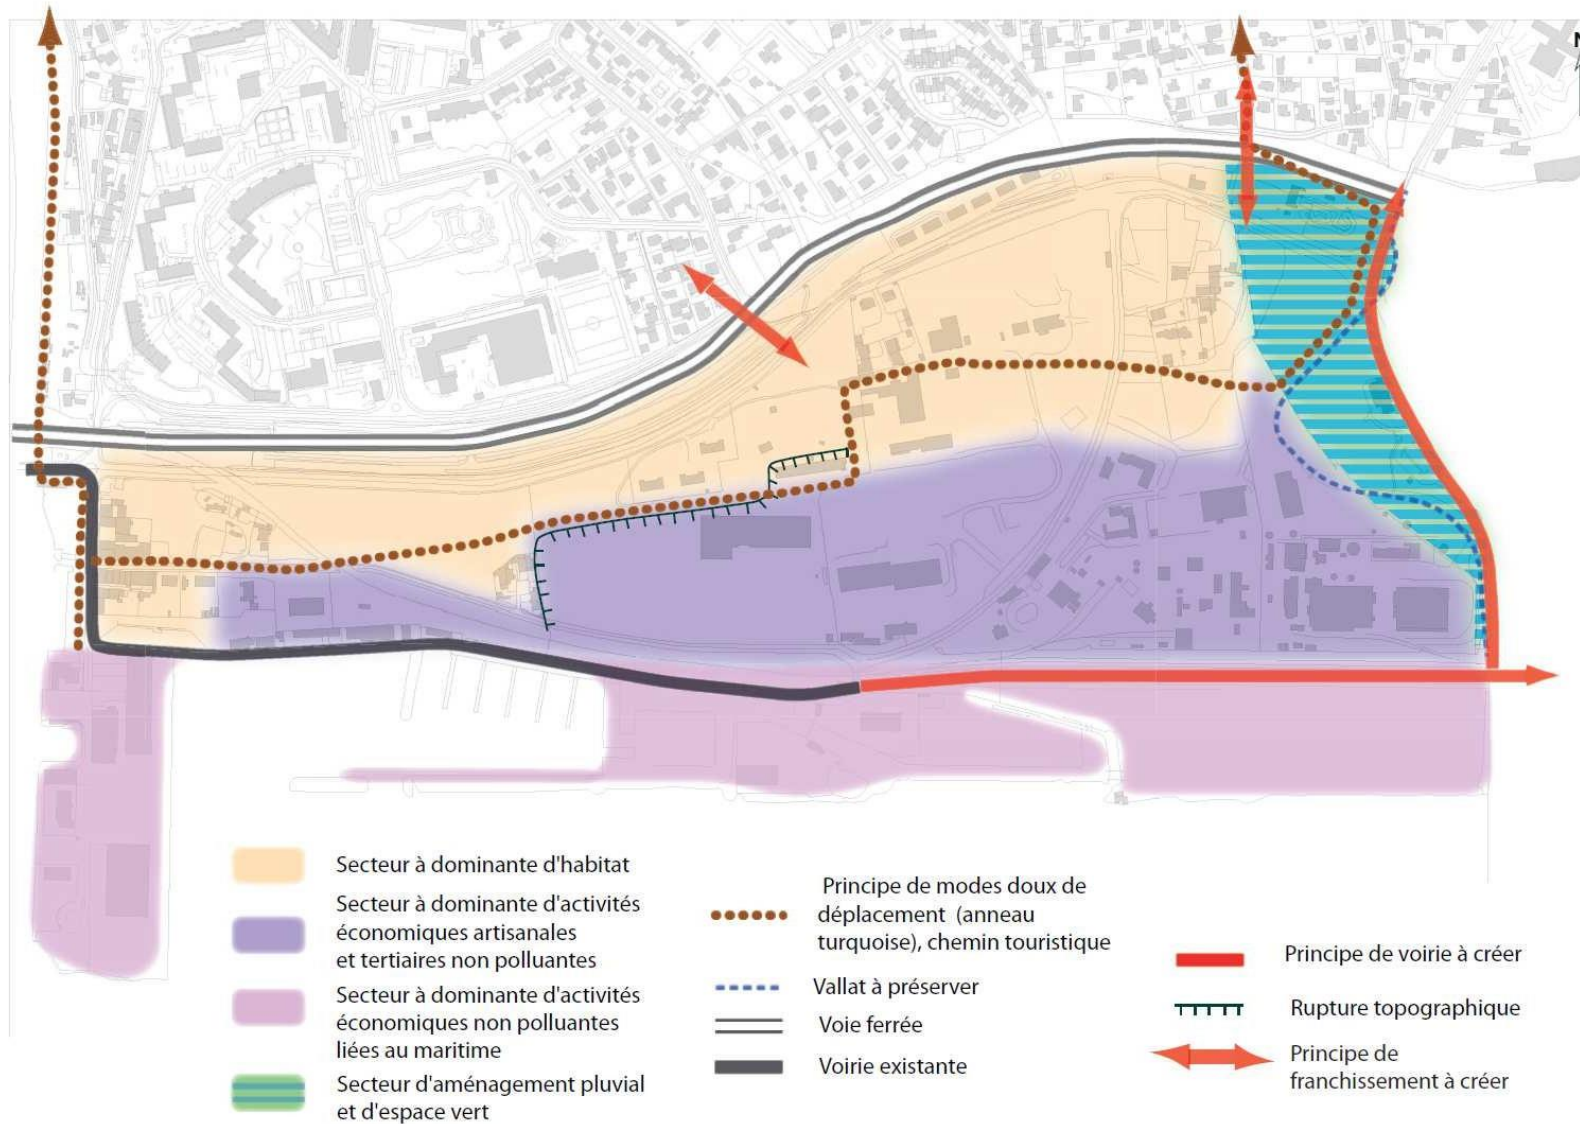 N
Secteur à dominante d'habitat
Secteur à dominante d'activités
économiques artisanales
et tertiaires non polluantes
Secteur à dominante d'activités
économiques non polluantes
liées au maritime
Secteur d'aménagement pluvial
et d'espace vert
Principe de modes doux de
déplacement (anneau
turquoise), chemin touristique
Vallat à préserver
Voie ferrée
Voirie existante
Principe de voirie à créer
Rupture topographique
Principe de
franchissement à créer